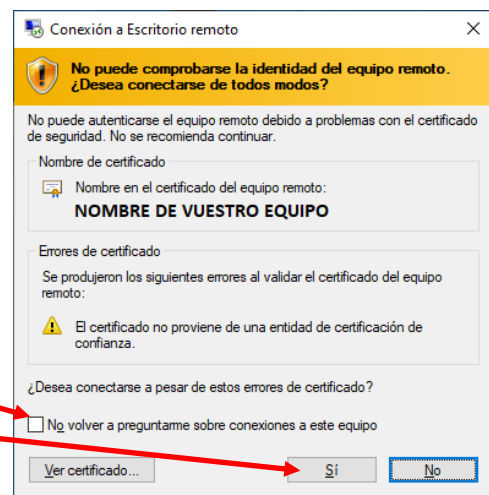 Conexión a Escritorio remoto
No puede comprobarse la identidad del equipo remoto.
¿Desea conectarse de todos modos?
No puede autenticarse el equipo remoto debido a problemas con el certificado
de seguridad. No se recomienda continuar.
Nombre de certificado
Nombre en el certificado del equipo remoto:
NOMBRE DE VUESTRO EQUIPO
Errores de certificado
Se produjeron los siguientes errores al validar el certificado del equipo
remoto:
El certificado no proviene de una entidad de certificación de
confianza.
¿Desea conectarse a pesar de estos errores de certificado?
No volver a preguntarme sobre conexiones a este equipo
Ver certificado... Sí No